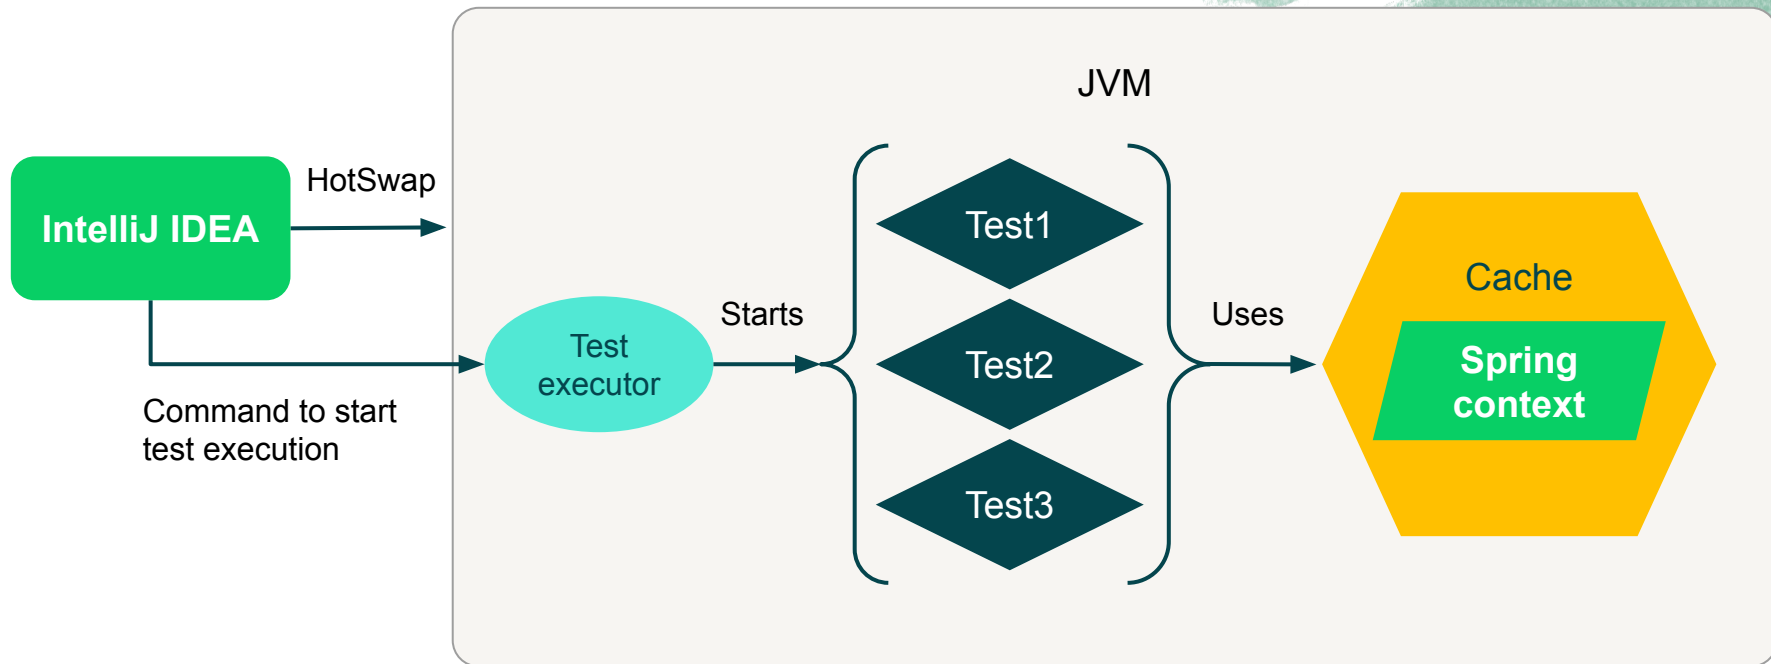 JVM
HotSwap
IntelliJ IDEA
Test1
Cache
Starts
Uses
Test
executor
Test2
Spring
context
Command to start
test execution
Test3